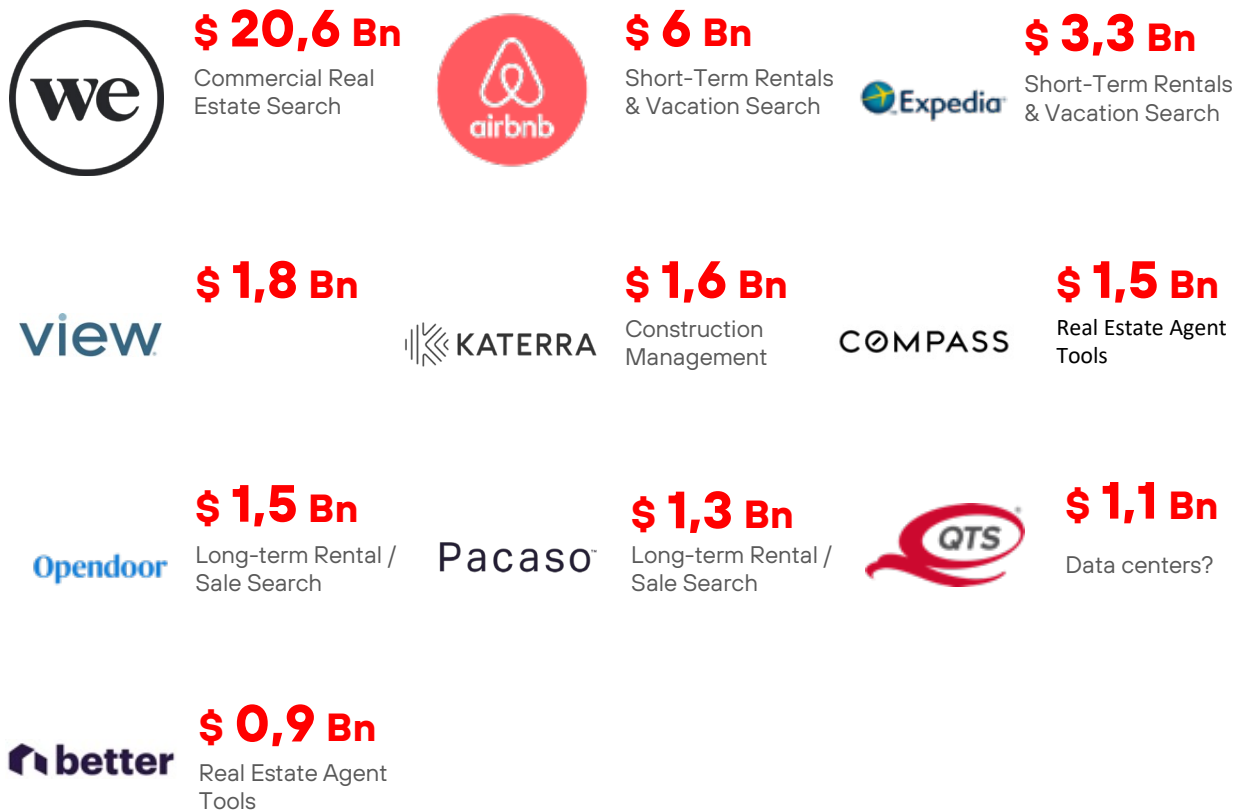 we
$ 20,6 Bn
Commercial Real
Estate Search
airbnb
$ 6 Bn
Short-Term Rentals
& Vacation Search
Expedia
$ 3,3 Bn
Short-Term Rentals
& Vacation Search
view
$ 1,8 Bn
KATERRA
$ 1,6 Bn
Construction
Management
COMPASS
$ 1,5 Bn
Real Estate Agent
Tools
Opendoor
$ 1,5 Bn
Long-term Rental /
Sale Search
Pacaso
$ 1,3 Bn
Long-term Rental /
Sale Search
QTS
$ 1,1 Bn
Data centers?
better
$ 0,9 Bn
Real Estate Agent
Tools